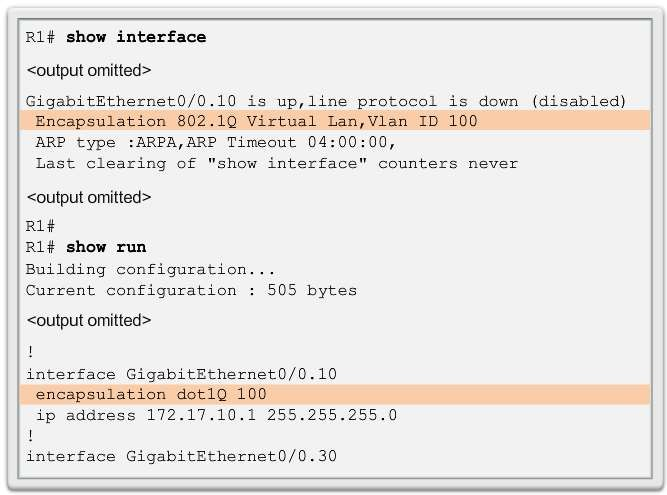 R1# show interface
<output omitted>
GigabitEthernet0/0.10 is up,line protocol is down (disabled)
Encapsulation 802.1Q Virtual Lan,Vlan ID 100
ARP type :ARPA,ARP Timeout 04:00:00,
Last clearing of "show interface" counters never
<output omitted>
R1#
R1# show run
Building configuration...
Current configuration : 505 bytes
<output omitted>
!
interface GigabitEthernet0/0.10
encapsulation dot1Q 100
ip address 172.17.10.1 255.255.255.0
!
interface GigabitEthernet0/0.30